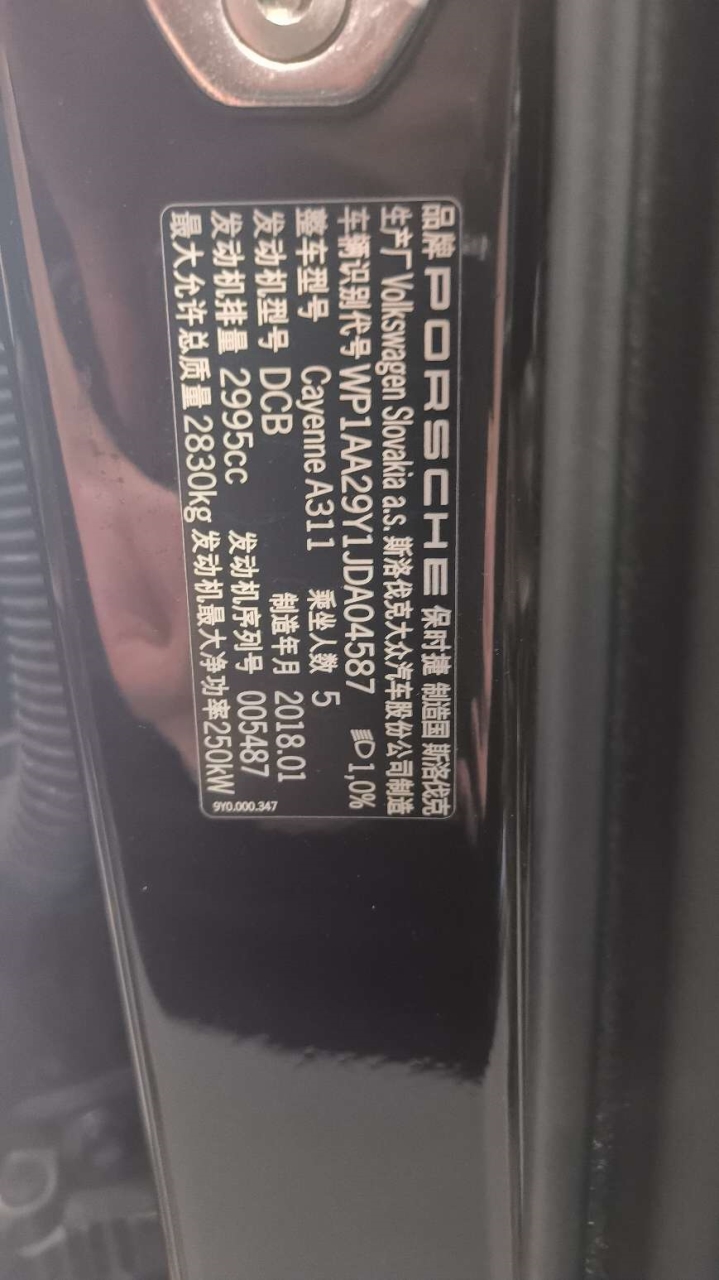 品牌 PORSCHE 保时捷 制造国 斯洛伐克
生产厂 Volkswagen Slovakia a.s. 斯洛伐克大众汽车股份公司制造
车辆识别代号 WP1AA29Y1JDA04587 1,0%
整车型号 Cayenne A311 乘坐人数 5
发动机型号 DCB 制造年月 2018.01
发动机排量 2995cc 发动机序列号 005487
最大允许总质量 2830kg 发动机最大净功率250kW
9Y0.000.347